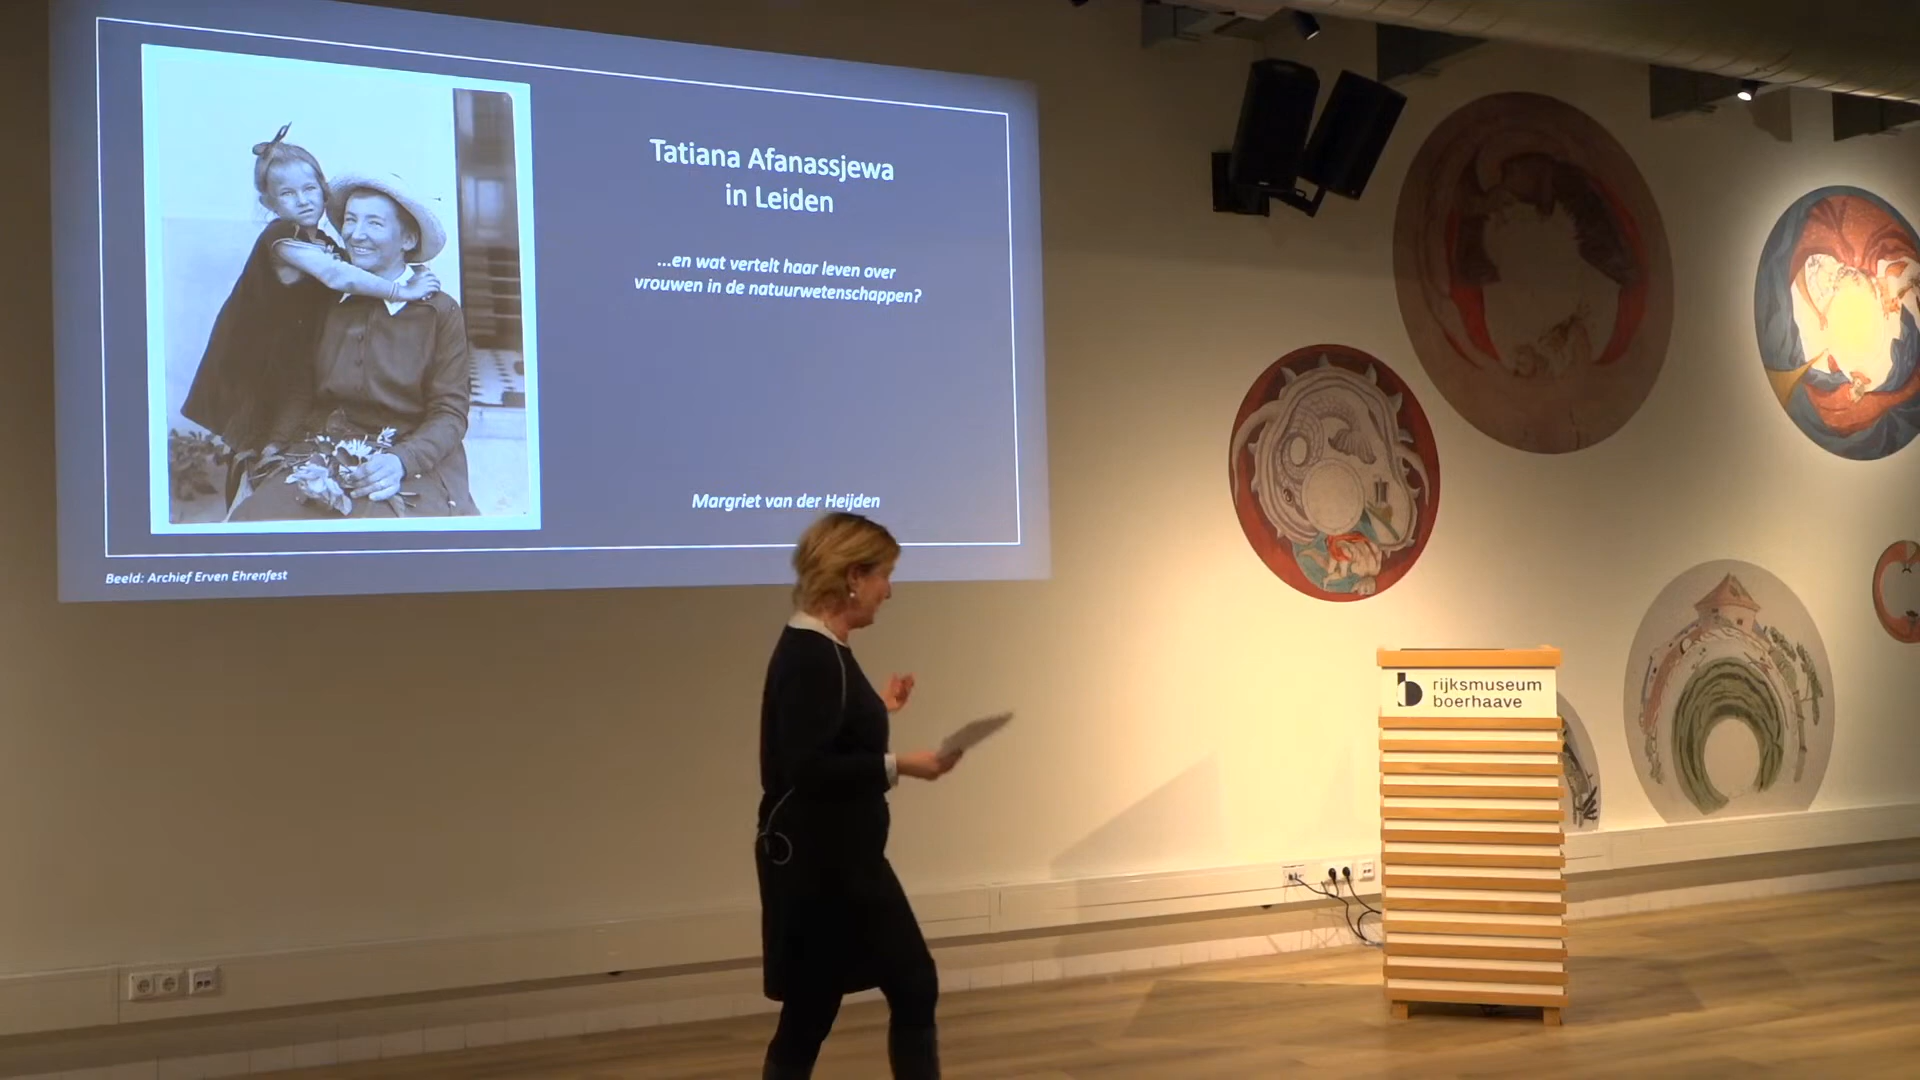 Tatiana Afanassjewa
in Leiden
...en wat vertelt haar leven over
vrouwen in de natuurwetenschappen?
Margriet van der Heijden
Beeld: Archief Erven Ehrenfest
rijksmuseum
boerhaave